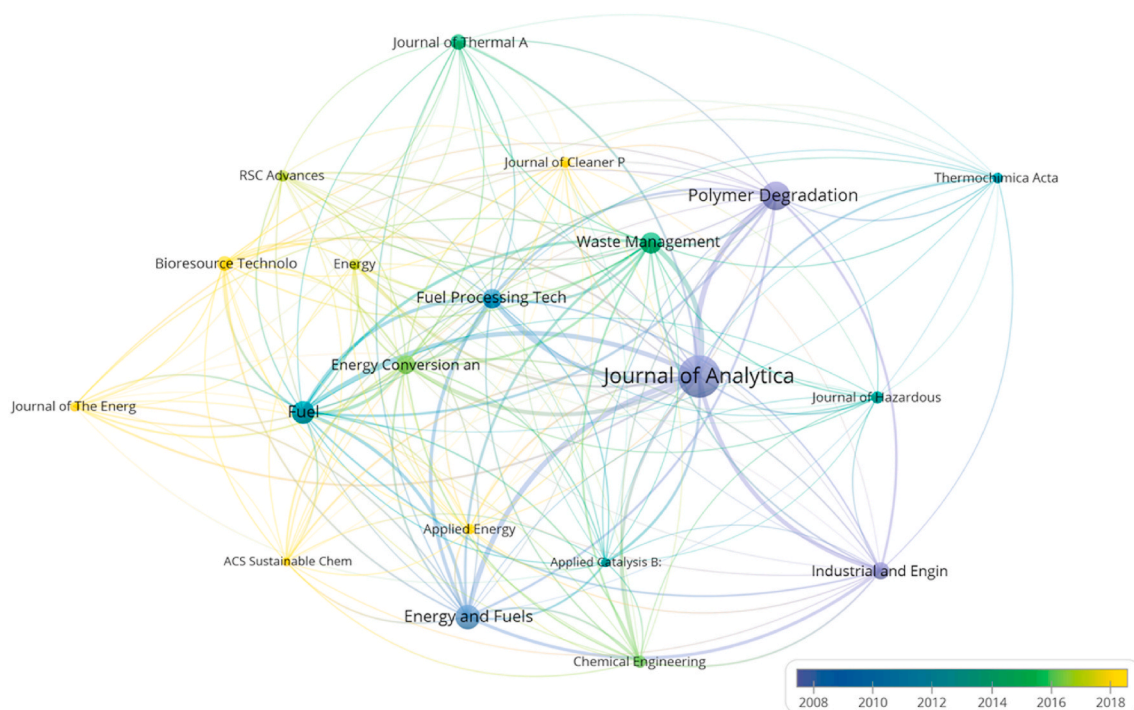 Journal of Thermal A
Journal of Cleaner P
RSC Advances
Thermochimica Acta
Polymer Degradation
Waste Management
Bioresource Technolo
Energy
Fuel Processing Tech
Energy Conversion an
Journal of Analytica
Journal of Hazardous
Journal of The Energ
Fuel
Applied Energy
ACS Sustainable Chem
Applied Catalysis B:
Industrial and Engin
Energy and Fuels
Chemical Engineering
2008 2010 2012 2014 2016 2018